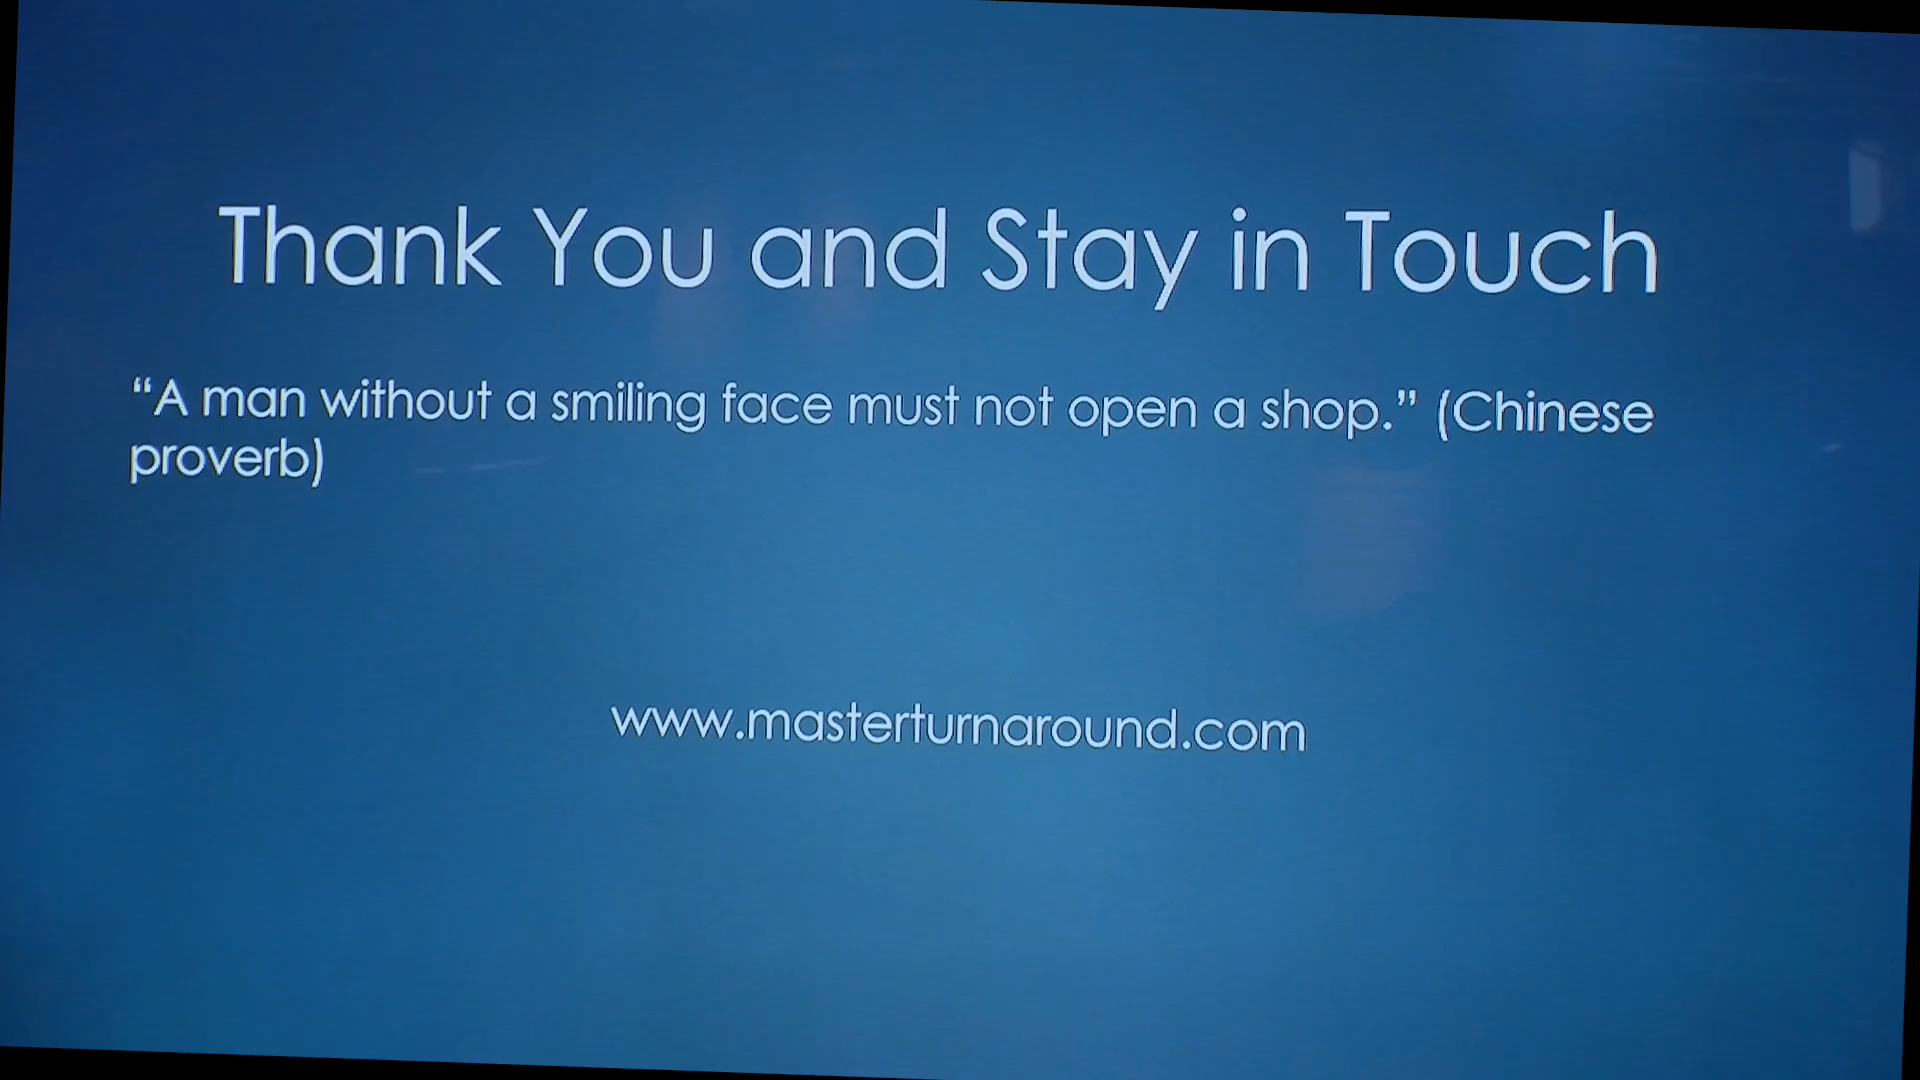 Thank You and Stay in Touch
“A man without a smiling face must not open a shop.” (Chinese
proverb)
www.masterturnaround.com